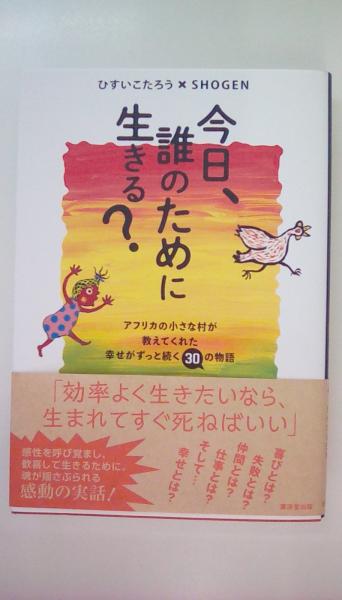 ひすいこたろう × SHOGEN
今日、
誰のために
生きる?
アフリカの小さな村が
教えてくれた
幸せがずっと続く30の物語
「効率よく生きたいなら、
生まれてすぐ死ねばいい」
喜びとは?
失敗とは?
仲間とは?
仕事とは?
そして…
幸せとは?
感性を呼び覚まし、
歓喜して生きるために。
魂が揺さぶられる
感動の実話!
廣済堂出版